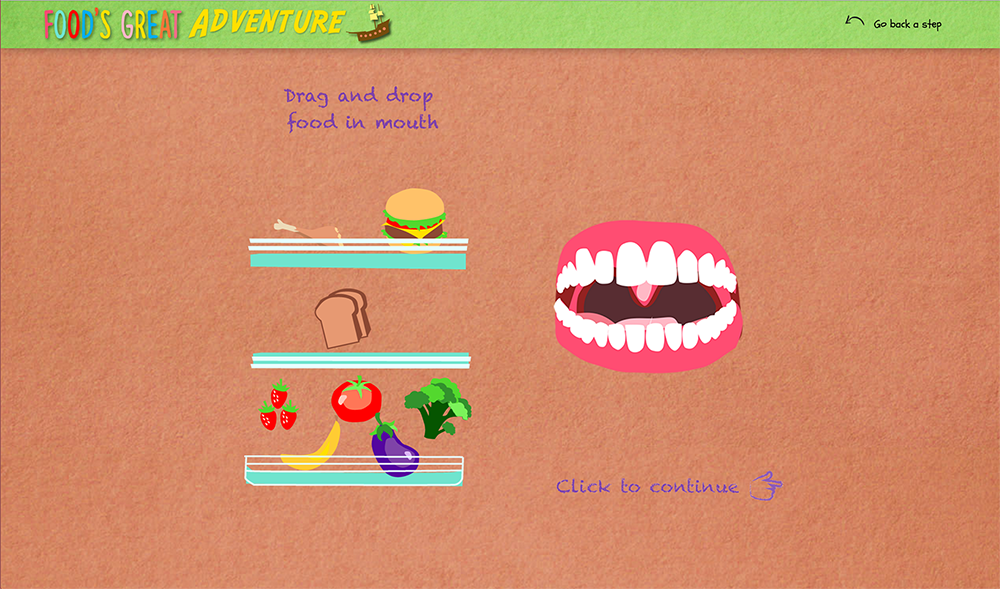 FOOD'S GREAT ADVENTURE
Go back a step
Drag and drop
food in mouth
Click to continue